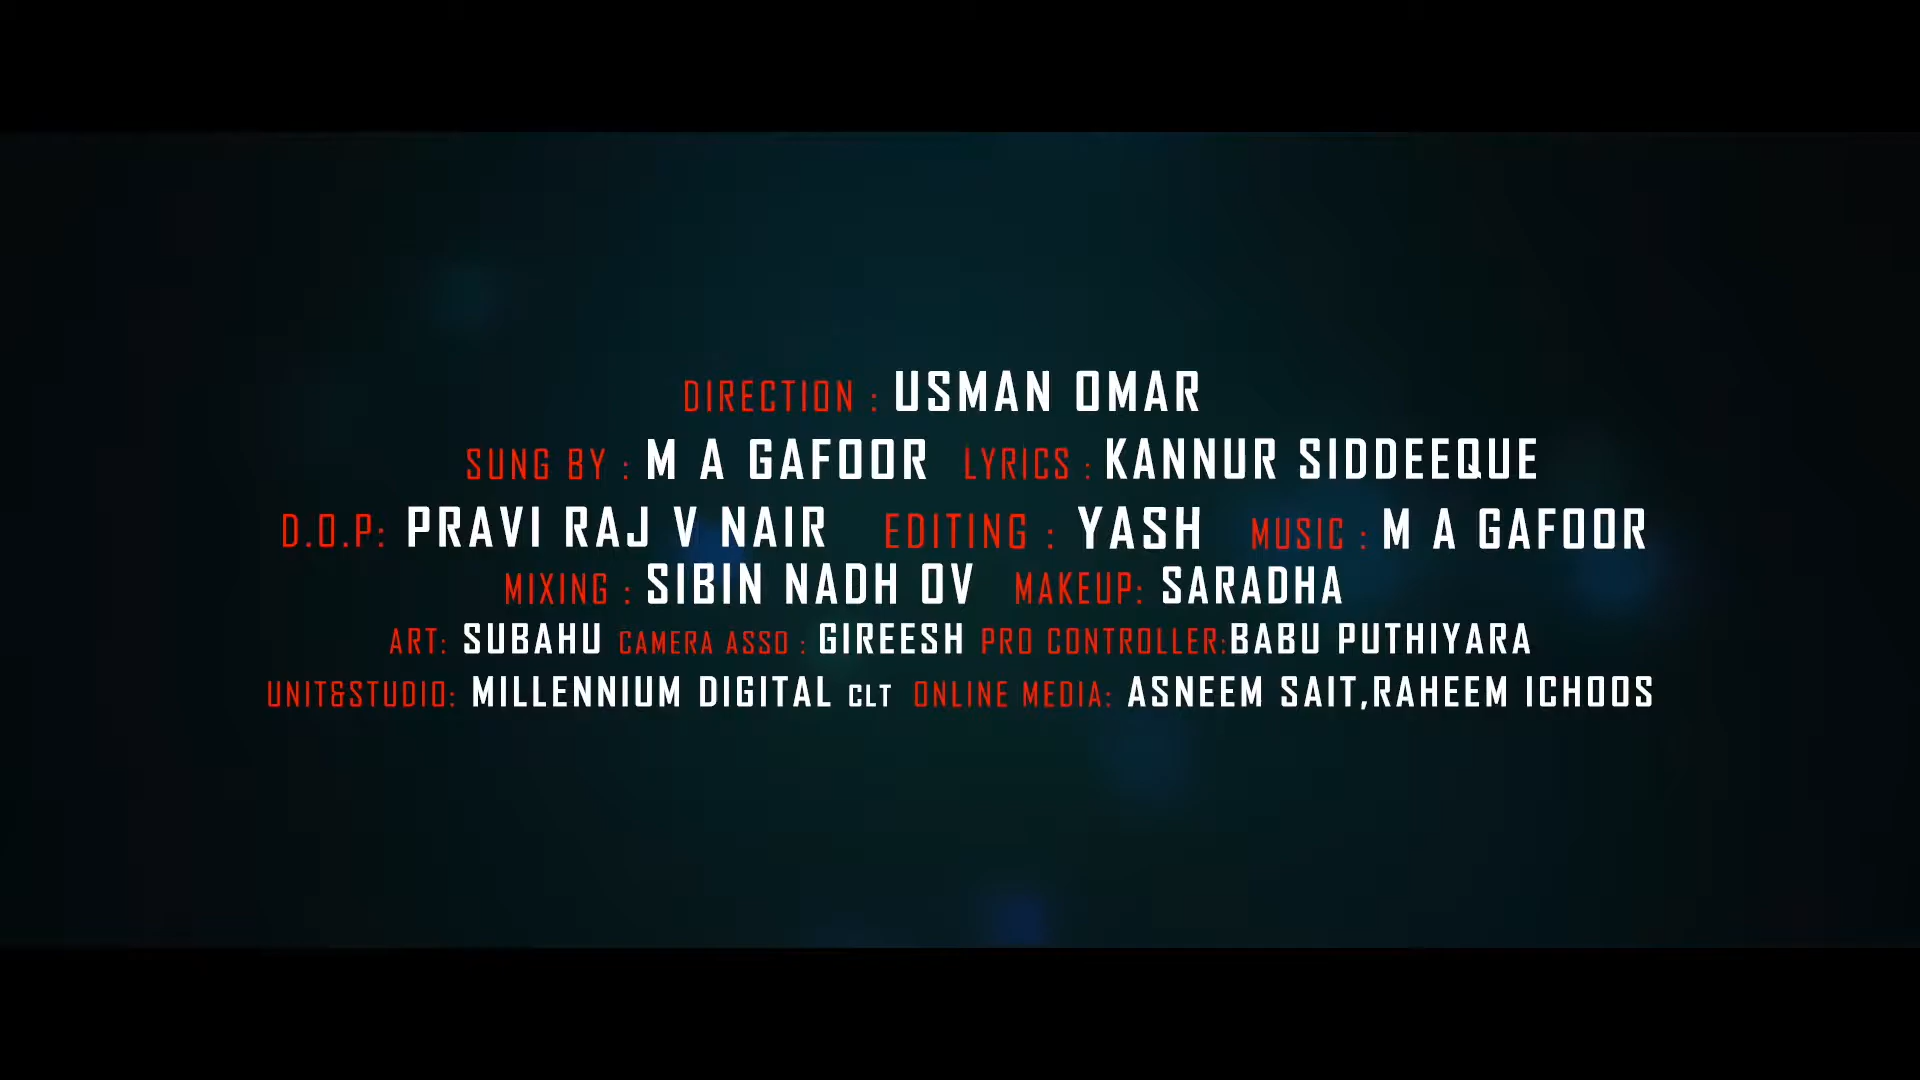 DIRECTION : USMAN OMAR
SUNG BY : M A GAFOOR LYRICS : KANNUR SIDDEEQUE
D.O.P: PRAVI RAJ V NAIR EDITING : YASH MUSIC : M A GAFOOR
MIXING : SIBIN NADH OV MAKEUP: SARADHA
ART: SUBAHU CAMERA ASSO : GIREESH PRO CONTROLLER:BABU PUTHIYARA
UNIT&STUDIO: MILLENNIUM DIGITAL CLT ONLINE MEDIA: ASNEEM SAIT,RAHEEM ICHOOS